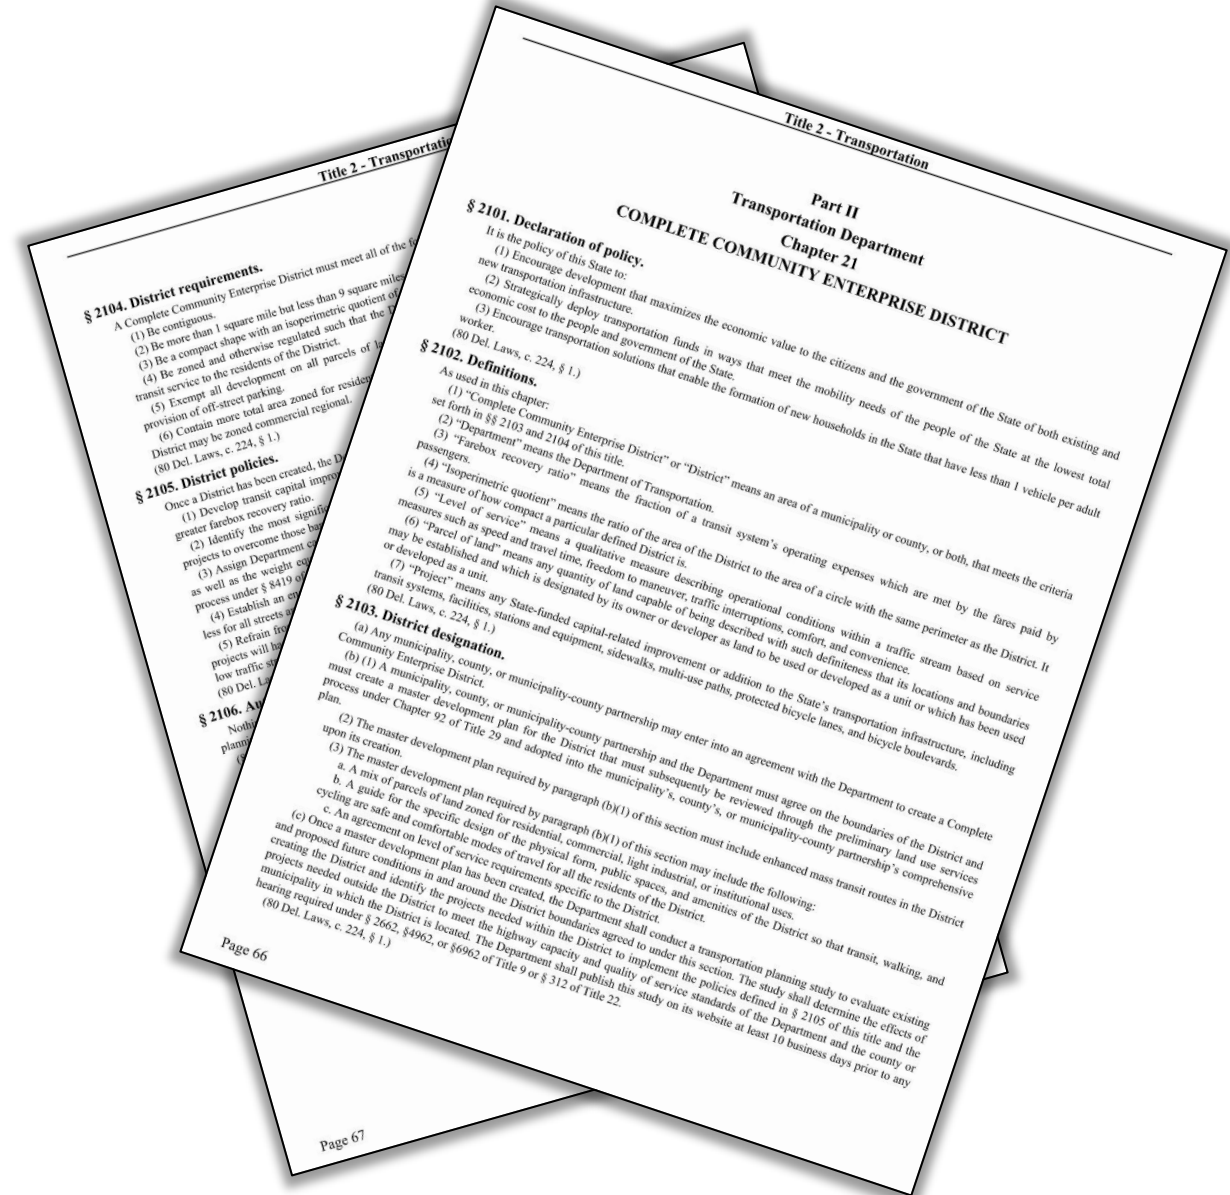 Title 2 - Transportation
Part II
Transportation Department
Chapter 21
COMPLETE COMMUNITY ENTERPRISE DISTRICT
§ 2101. Declaration of policy.
It is the policy of this State to:
(1) Encourage development that maximizes the economic value to the citizens and the government of the State of both existing and
new transportation infrastructure.
(2) Strategically deploy transportation funds in ways that meet the mobility needs of the people of the State at the lowest total
economic cost to the people and government of the State.
(3) Encourage transportation solutions that enable the formation of new households in the State that have less than 1 vehicle per adult
worker.
(80 Del. Laws, c. 224, § 1.)
§ 2102. Definitions.
As used in this chapter:
(1) “Complete Community Enterprise District” or “District” means an area of a municipality or county, or both, that meets the criteria
set forth in §§ 2103 and 2104 of this title.
(2) “Department” means the Department of Transportation.
(3) “Farebox recovery ratio” means the fraction of a transit system’s operating expenses which are met by the fares paid by
passengers.
(4) “Isoperimetric quotient” means the ratio of the area of the District to the area of a circle with the same perimeter as the District. It
is a measure of how compact a particular defined District is.
(5) “Level of service” means a qualitative measure describing operational conditions within a traffic stream based on service
measures such as speed and travel time, freedom to maneuver, traffic interruptions, comfort, and convenience.
(6) “Parcel of land” means any quantity of land capable of being described with such definiteness that its locations and boundaries
may be established and which is designated by its owner or developer as land to be used or developed as a unit or which has been used
or developed as a unit.
(7) “Project” means any State-funded capital-related improvement or addition to the State’s transportation infrastructure, including
transit systems, facilities, stations and equipment, sidewalks, multi-use paths, protected bicycle lanes, and bicycle boulevards.
(80 Del. Laws, c. 224, § 1.)
§ 2103. District designation.
(a) Any municipality, county, or municipality-county partnership may enter into an agreement with the Department to create a Complete
Community Enterprise District.
(b) (1) A municipality, county, or municipality-county partnership and the Department must agree on the boundaries of the District and
must create a master development plan for the District that must subsequently be reviewed through the preliminary land use services
process under Chapter 92 of Title 29 and adopted into the municipality’s, county’s, or municipality-county partnership’s comprehensive
plan.
(2) The master development plan required by paragraph (b)(1) of this section must include enhanced mass transit routes in the District
upon its creation.
(3) The master development plan required by paragraph (b)(1) of this section may include the following:
a. A mix of parcels of land zoned for residential, commercial, light industrial, or institutional uses.
b. A guide for the specific design of the physical form, public spaces, and amenities of the District so that transit, walking, and
cycling are safe and comfortable modes of travel for all the residents of the District.
c. An agreement on level of service requirements specific to the District.
(c) Once a master development plan has been created, the Department shall conduct a transportation planning study to evaluate existing
and proposed future conditions in and around the District boundaries agreed to under this section. The study shall determine the effects of
creating the District and identify the projects needed within the District to implement the policies defined in § 2105 of this title and the
projects needed outside the District to meet the highway capacity and quality of service standards of the Department and the county or
municipality in which the District is located. The Department shall publish this study on its website at least 10 business days prior to any
hearing required under § 2662, §4962, or §6962 of Title 9 or § 312 of Title 22.
(80 Del. Laws, c. 224, § 1.)
Page 66
Title 2 -
§ 2104. District requirements.
A Complete Community Enterprise District must meet all of the
(1) Be contiguous.
(2) Be more than 1 square mile but less than 9 square miles
(3) Be a compact shape with an isoperimetric quotient of
(4) Be zoned and otherwise regulated such that the
transit service to the residents of the District.
(5) Exempt all development on all parcels of
provision of off-street parking.
(6) Contain more total area zoned for
District may be zoned commercial regional.
(80 Del. Laws, c. 224, § 1.)
§ 2105. District policies.
Once a District has been created, the
(1) Develop transit capital
greater farebox recovery ratio.
(2) Identify the most
projects to overcome those
(3) Assign Department
as well as the weight
process under § 8419
(4) Establish an
less for all streets
(5) Refrain
projects will
low traffic
(80 Del.
§ 2106.
Page 67